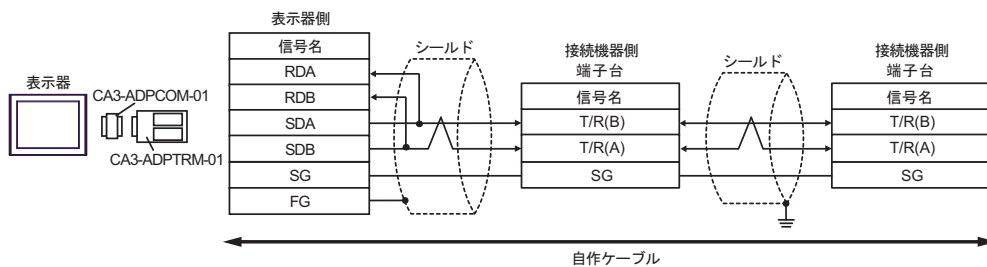 表示器
CA3-ADPCOM-01
CA3-ADPTRM-01
表示器側
信号名
RDA
RDB
SDA
SDB
SG
FG
シールド
接続機器側
端子台
信号名
T/R(B)
T/R(A)
SG
シールド
接続機器側
端子台
信号名
T/R(B)
T/R(A)
SG
自作ケーブル